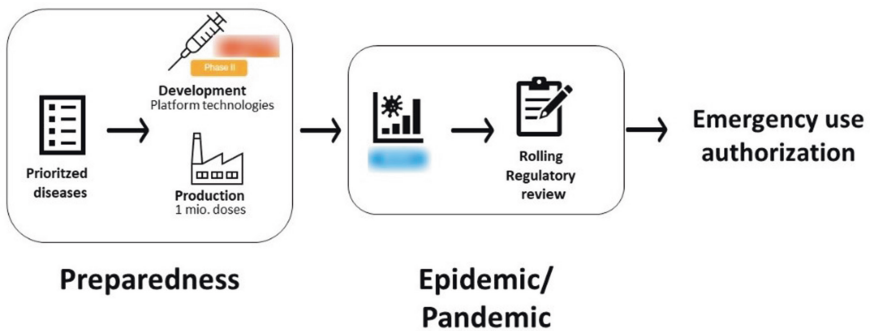 Phase II
Development
Platform technologies
Prioritzed
diseases
Production
1 mio. doses
Rolling
Regulatory
review
Emergency use
authorization
Preparedness
Epidemic/
Pandemic